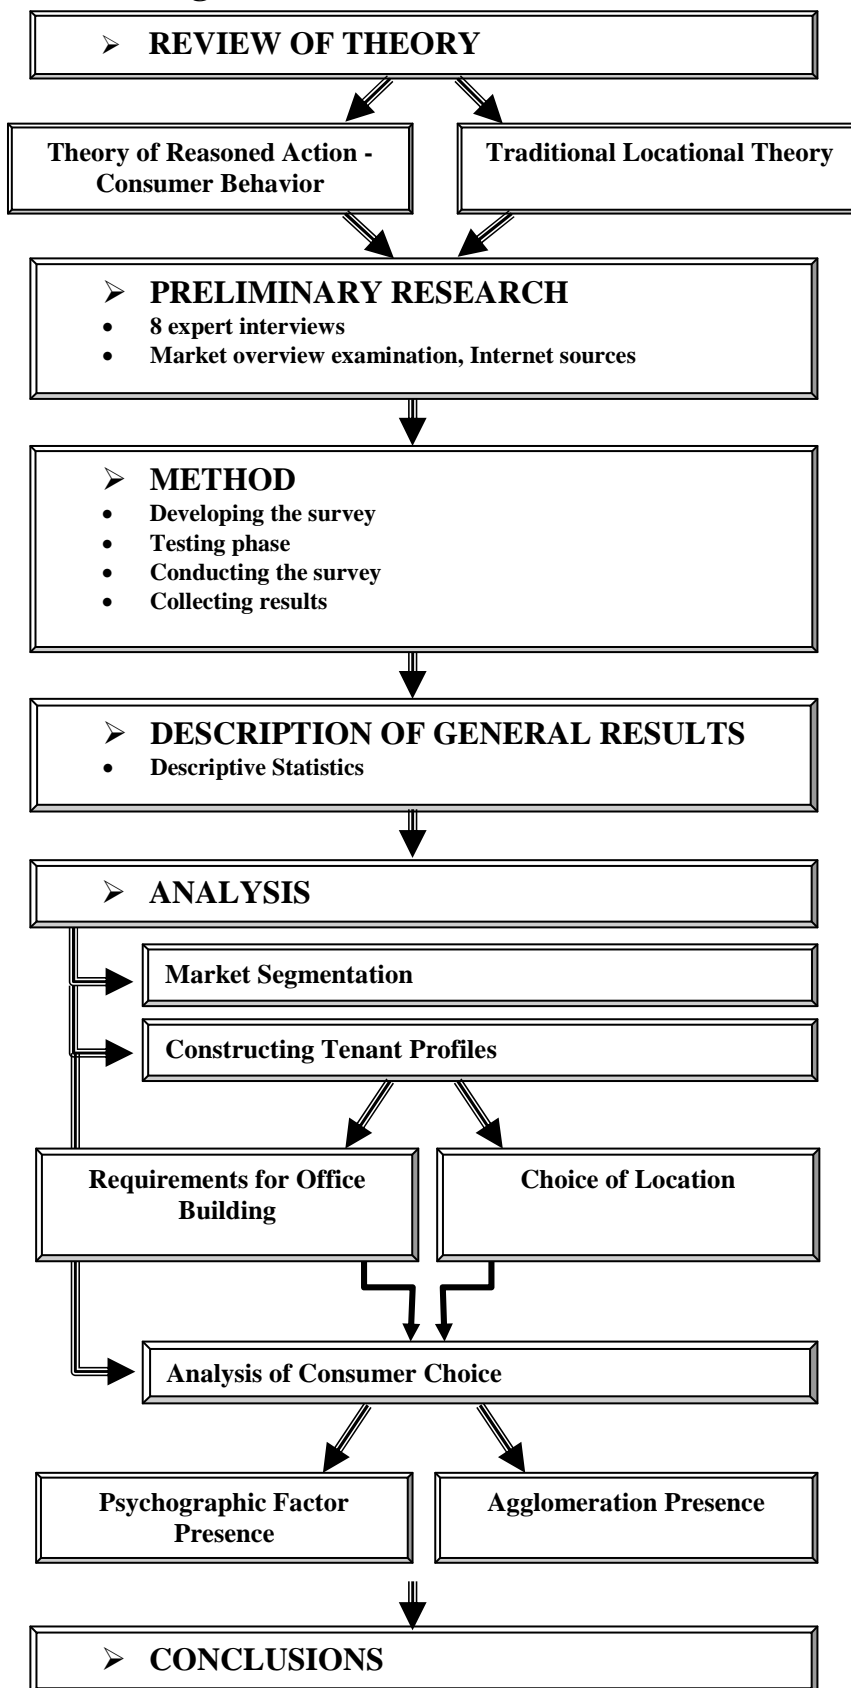 ➢ REVIEW OF THEORY
Theory of Reasoned Action -
Consumer Behavior
Traditional Locational Theory
➢ PRELIMINARY RESEARCH
• 8 expert interviews
• Market overview examination, Internet sources
➢ METHOD
• Developing the survey
• Testing phase
• Conducting the survey
• Collecting results
➢ DESCRIPTION OF GENERAL RESULTS
• Descriptive Statistics
➢ ANALYSIS
Market Segmentation
Constructing Tenant Profiles
Requirements for Office
Building
Choice of Location
Analysis of Consumer Choice
Psychographic Factor
Presence
Agglomeration Presence
➢ CONCLUSIONS